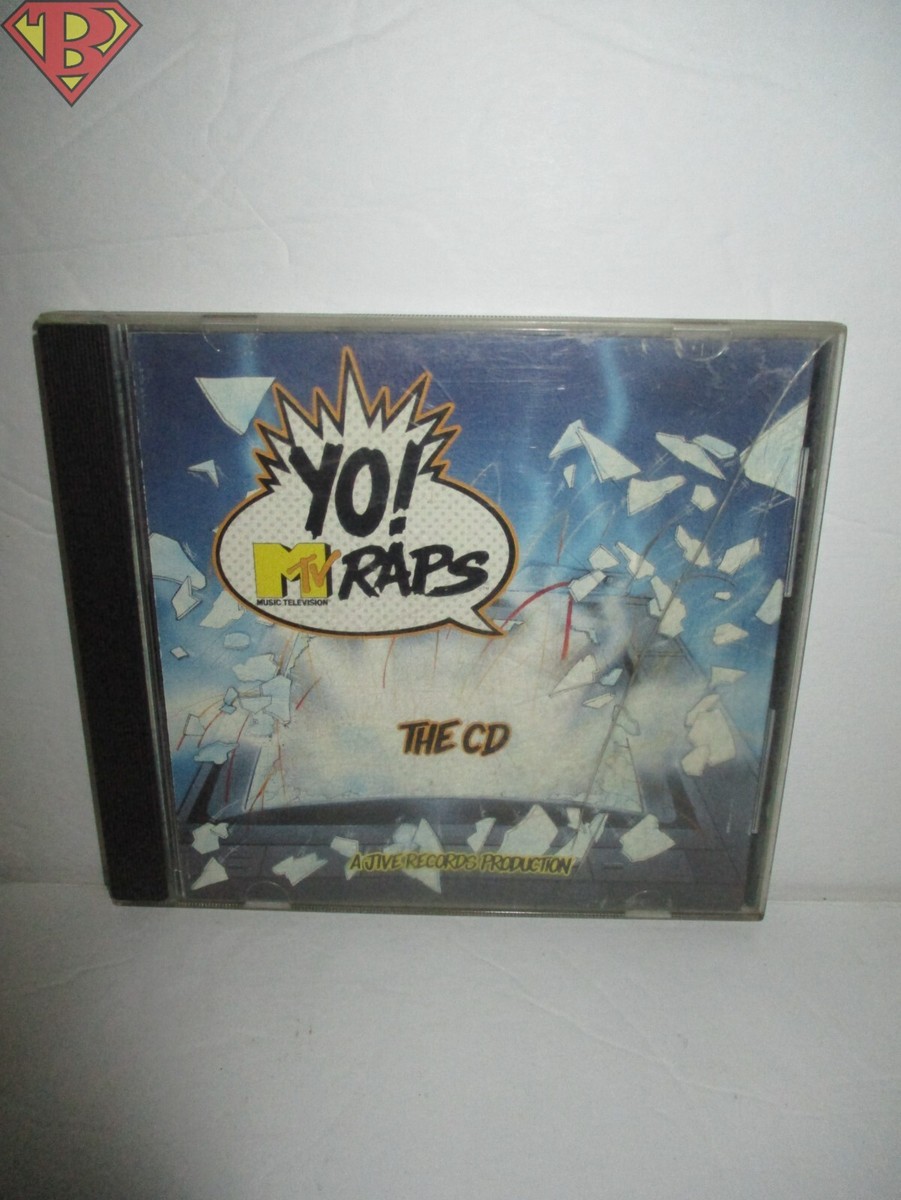 B
YO!
MTV RAPS
MUSIC TELEVISION
THE CD
A JIVE RECORDS PRODUCTION